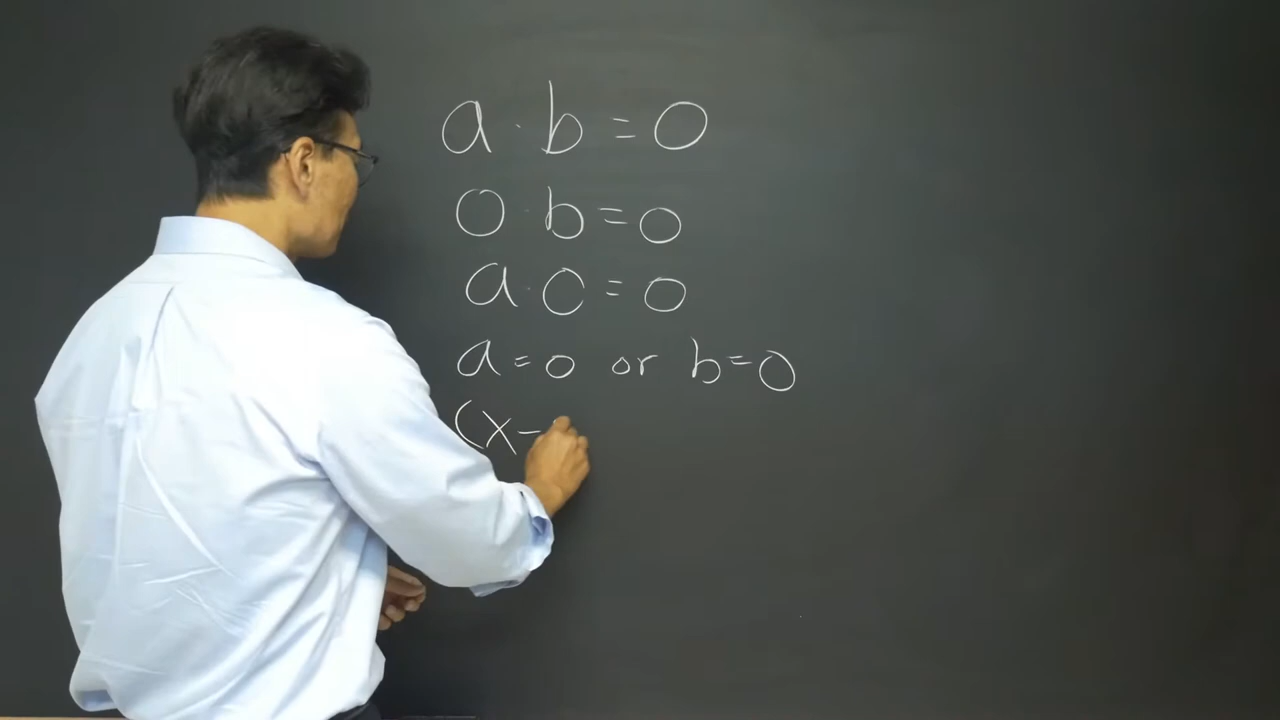 a · b = 0
0 · b = 0
a · 0 = 0
a = 0 or b = 0
(x -